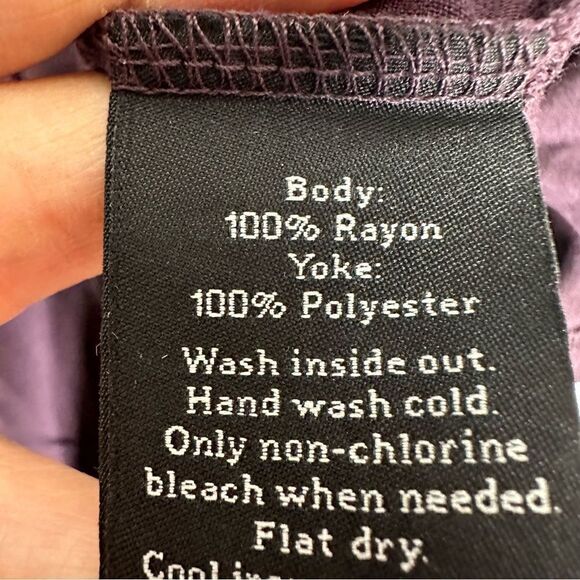 Body:
100% Rayon
Yoke:
100% Polyester
Wash inside out.
Hand wash cold.
Only non-chlorine
bleach when needed.
Flat dry.
Cool